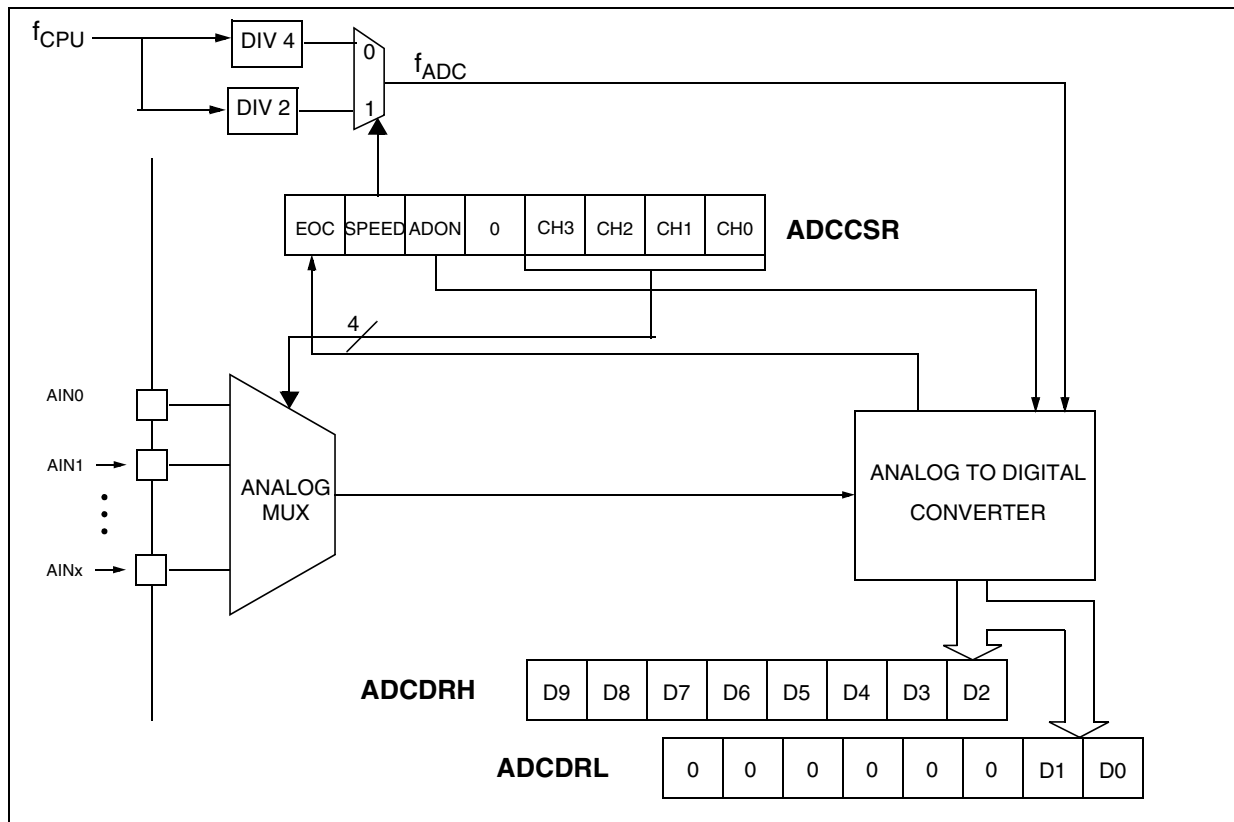 fCPU
DIV 4
0
fADC
DIV 2
1
EOC SPEED ADON 0 CH3 CH2 CH1 CH0 ADCCSR
4
AIN0
AIN1
ANALOG
MUX
ANALOG TO DIGITAL
CONVERTER
AINx
ADCDRH D9 D8 D7 D6 D5 D4 D3 D2
ADCDRL 0 0 0 0 0 0 D1 D0